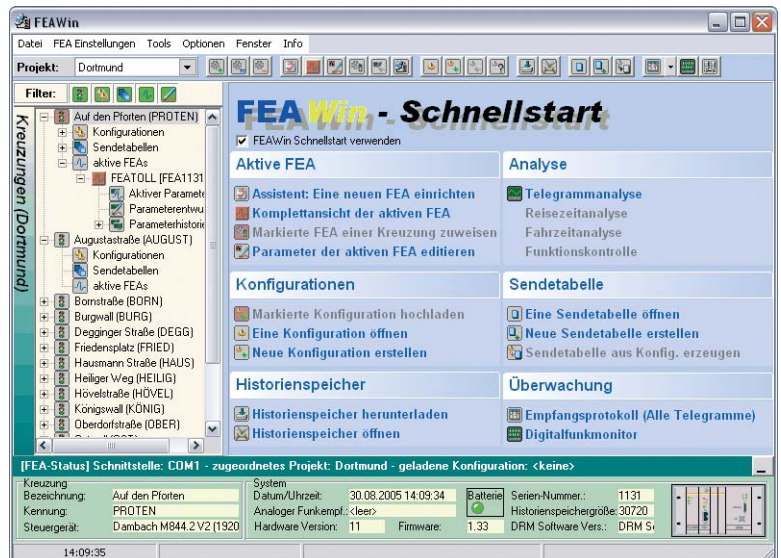 FEAWin
Datei FEA Einstellungen Tools Optionen Fenster Info
Projekt: Dortmund
Filter:
Kreuzungen (Dortmund)
Auf den Pforten (PROTEN)
Konfigurationen
Sendetabellen
aktive FEAs
FEATOLL (FEA1131
Aktiver Paramete
Parameterentwu
Parameterhistorie
Augustastraße (AUGUST)
Konfigurationen
Sendetabellen
aktive FEAs
Bornstraße (BORN)
Burgwall (BURG)
Degginger Straße (DEGG)
Friedensplatz (FRIED)
Hausmann Straße (HAUS)
Heiliger Weg (HEILIG)
Hövelstraße (HÖVEL)
Königswall (KÖNIG)
Oberdorfstraße (OBER)
FEAWin - Schnellstart
FEAWin Schnellstart verwenden
Aktive FEA
Assistent: Eine neuen FEA einrichten
Komplettansicht der aktiven FEA
Markierte FEA einer Kreuzung zuweisen
Parameter der aktiven FEA editieren
Analyse
Telegrammanalyse
Reisezeitanalyse
Fahrzeitanalyse
Funktionskontrolle
Konfigurationen
Markierte Konfiguration hochladen
Eine Konfiguration öffnen
Neue Konfiguration erstellen
Sendetabelle
Eine Sendetabelle öffnen
Neue Sendetabelle erstellen
Sendetabelle aus Konfig. erzeugen
Historienspeicher
Historienspeicher herunterladen
Historienspeicher öffnen
Überwachung
Empfangsprotokoll (Alle Telegramme)
Digitalfunkmonitor
[FEA-Status] Schnittstelle: COM1 - zugeordnetes Projekt: Dortmund - geladene Konfiguration: <keine>
Kreuzung
Bezeichnung: Auf den Pforten
Kennung: PROTEN
Steuergerät: Dambach M844.2 V2 (1920
System
Datum/Uhrzeit: 30.08.2005 14:09:34 Batterie Serien-Nummer.: 1131
Analoger Funkempf.: <leer> Historienspeichergröße: 30720
Hardware Version: 11 Firmware: 1.33 DRM Software Vers.: DRM S
14:09:35